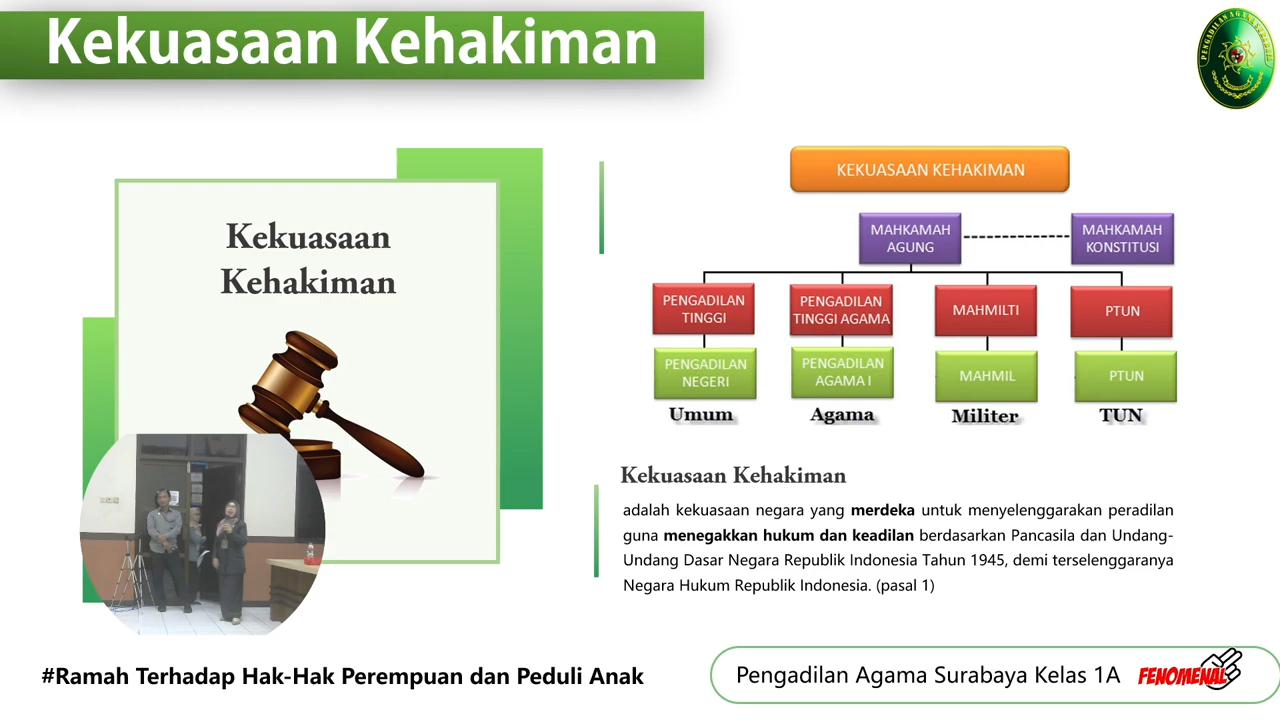 Kekuasaan Kehakiman
PENGADILAN AGAMA SURABAYA
Kekuasaan
Kehakiman
KEKUASAAN KEHAKIMAN
MAHKAMAH
AGUNG
MAHKAMAH
KONSTITUSI
PENGADILAN
TINGGI
PENGADILAN
TINGGI AGAMA
MAHMILTI
PTUN
PENGADILAN
NEGERI
PENGADILAN
AGAMA I
MAHMIL
PTUN
Umum
Agama
Militer
TUN
Kekuasaan Kehakiman
adalah kekuasaan negara yang merdeka untuk menyelenggarakan peradilan
guna menegakkan hukum dan keadilan berdasarkan Pancasila dan Undang-
Undang Dasar Negara Republik Indonesia Tahun 1945, demi terselenggaranya
Negara Hukum Republik Indonesia. (pasal 1)
#Ramah Terhadap Hak-Hak Perempuan dan Peduli Anak
Pengadilan Agama Surabaya Kelas 1A
FENOMENAL